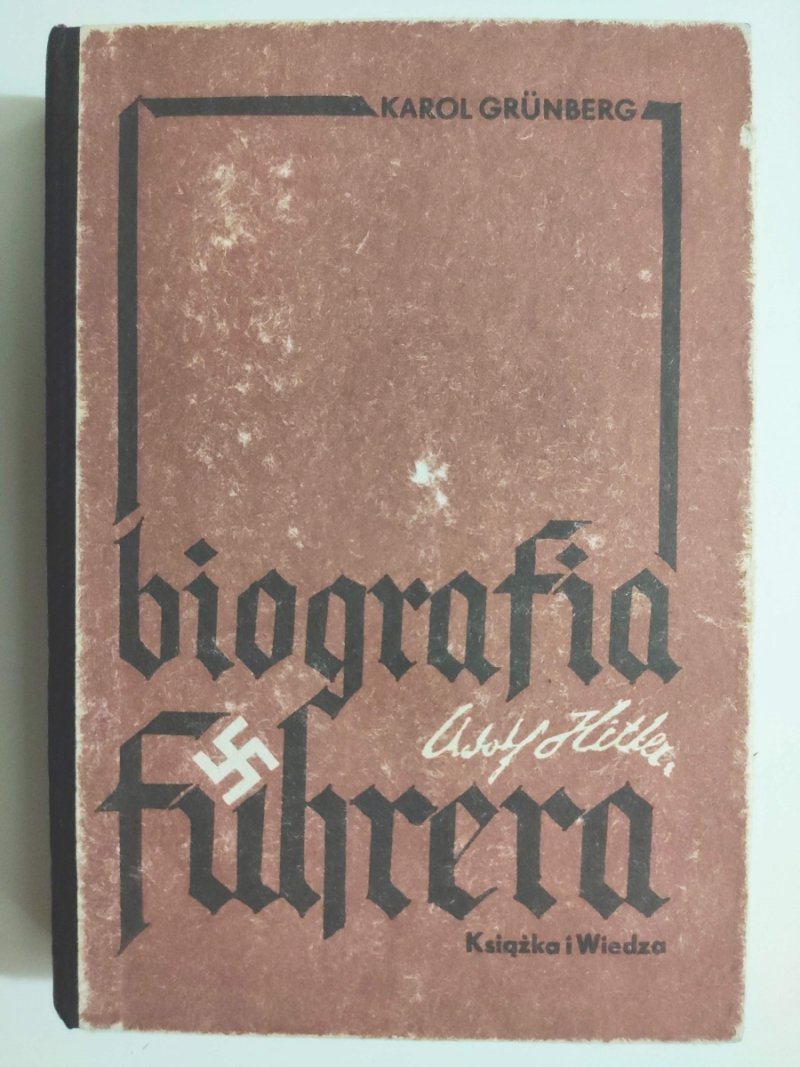 KAROL GRÜNBERG
biografia
Adolf Hitler
führera
Książka i Wiedza